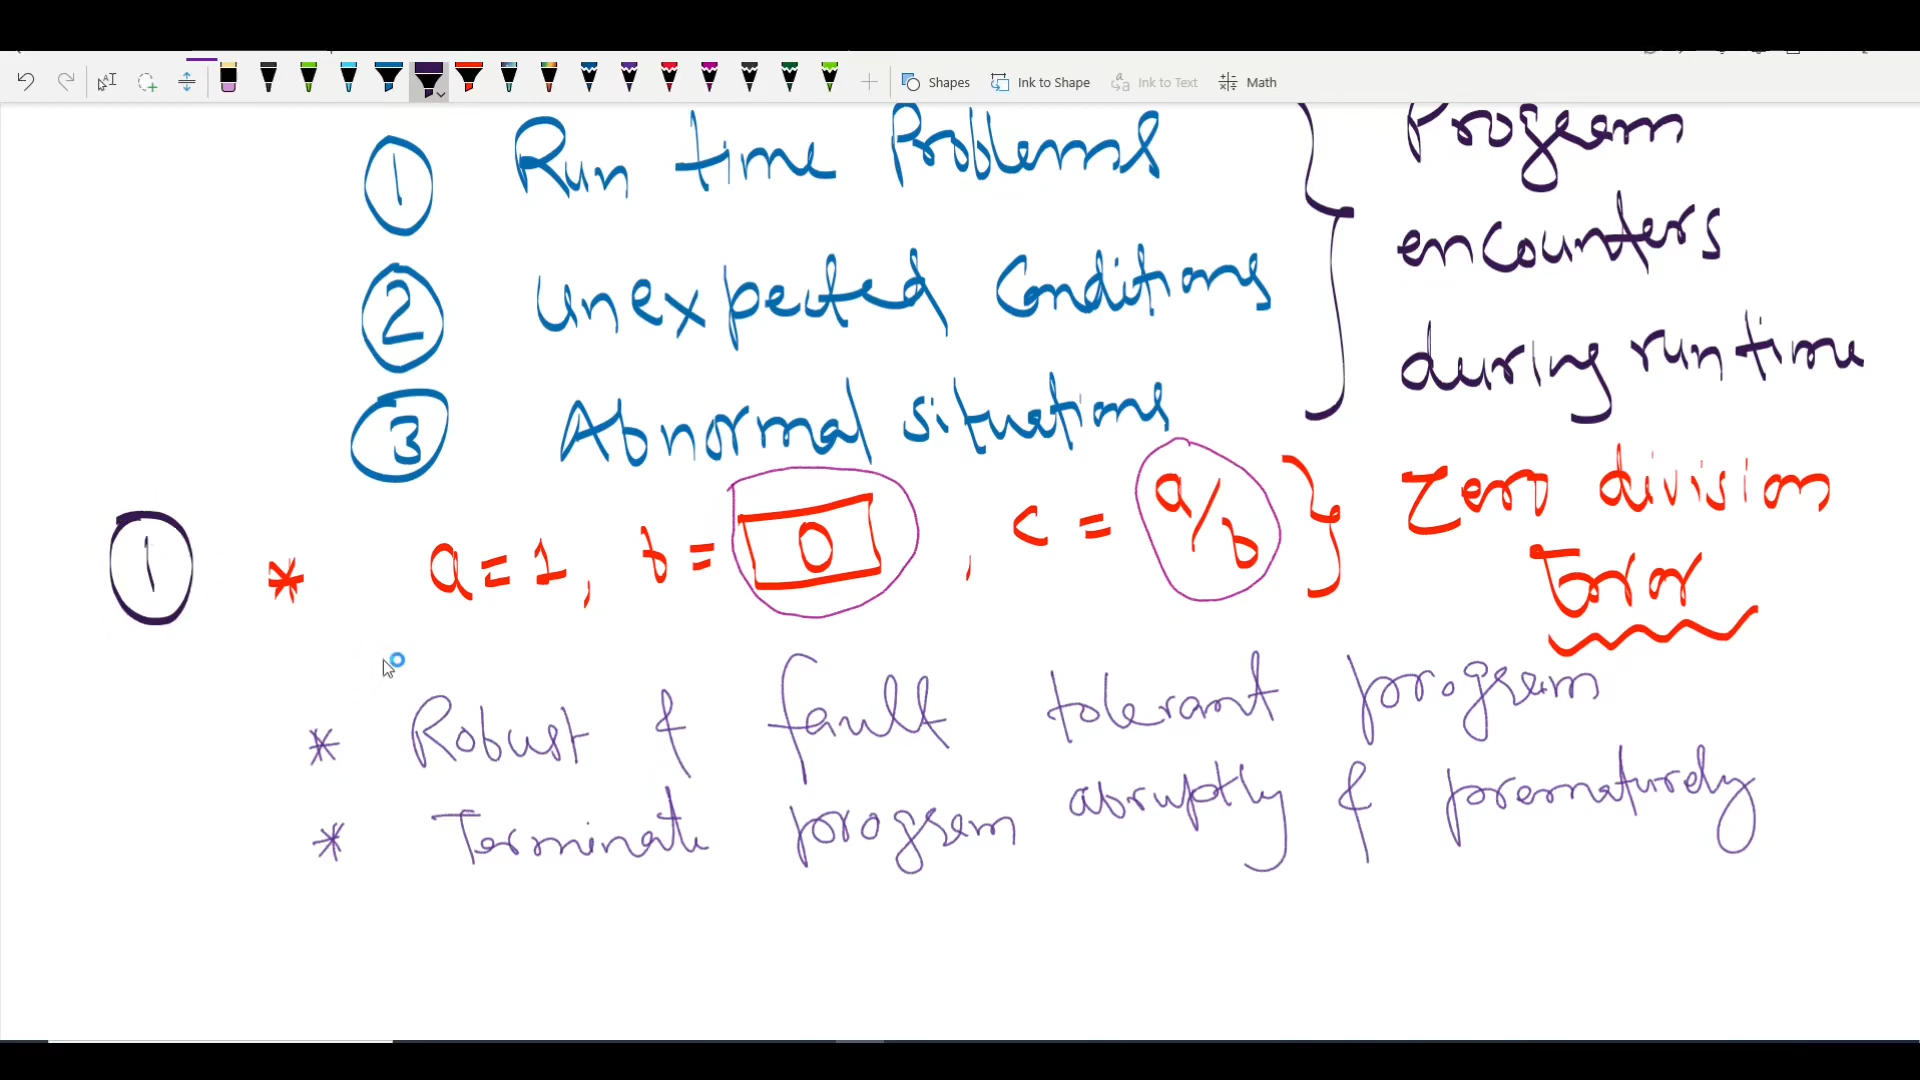 Shapes Ink to Shape Ink to Text Math
① Run time Problems
② Unexpected Conditions
③ Abnormal situations
Program
encounters
during runtime
① * a = 1, b = 0 , c = a/b } Zero division
Error
* Robust & fault tolerant program
* Terminate program abruptly & prematurely